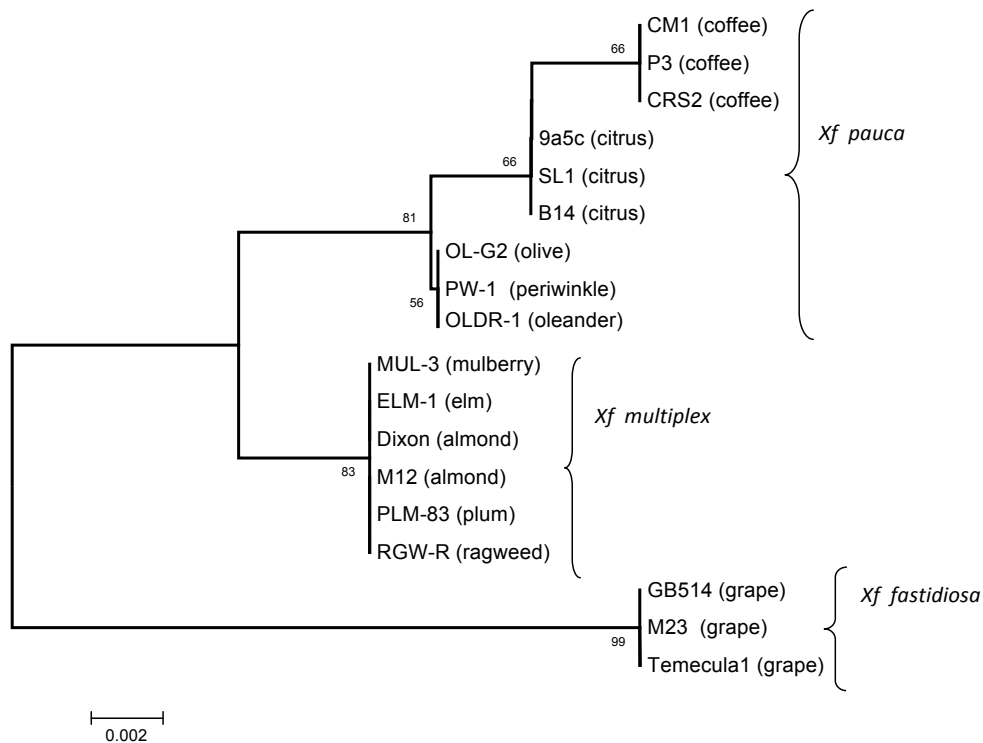 CM1 (coffee)
66
P3 (coffee)
CRS2 (coffee)
Xf pauca
9a5c (citrus)
66
SL1 (citrus)
B14 (citrus)
81
OL-G2 (olive)
PW-1 (periwinkle)
56
OLDR-1 (oleander)
MUL-3 (mulberry)
ELM-1 (elm)
Xf multiplex
Dixon (almond)
83
M12 (almond)
PLM-83 (plum)
RGW-R (ragweed)
GB514 (grape)
Xf fastidiosa
M23 (grape)
99
Temecula1 (grape)
0.002